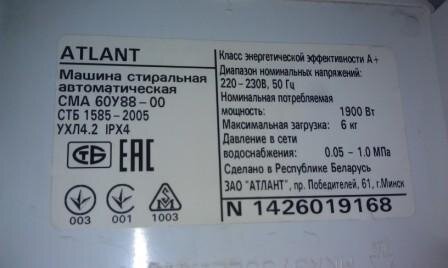 ATLANT
Машина стиральная
автоматическая
СМА 60У88-00
СТБ 1585-2005
УХЛ4.2 IPX4
СТБ EAC
003 001 1003
Класс энергетической эффективности А+
Диапазон номинальных напряжений:
220-230В, 50 Гц
Номинальная потребляемая
мощность: 1900 Вт
Максимальная загрузка: 6 кг
Давление в сети
водоснабжения: 0.05 - 1.0 МПа
Сделано в Республике Беларусь
ЗАО "АТЛАНТ", пр. Победителей, 61, г.Минск
N 1426019168